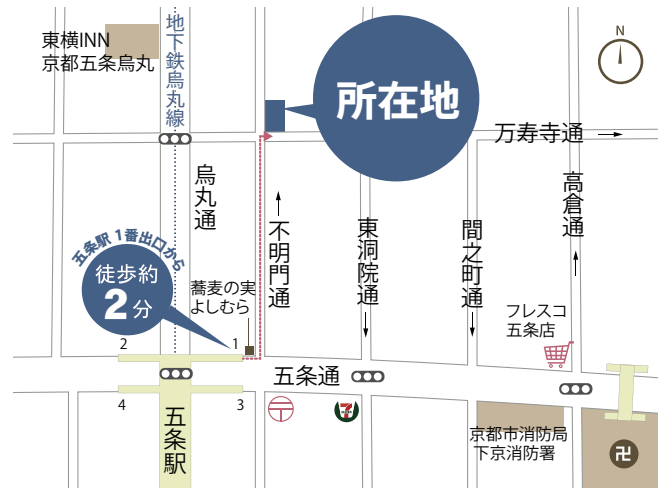 東横INN
京都五条烏丸
地下鉄烏丸線
所在地
N
万寿寺通
烏丸通
不明門通
東洞院通
間之町通
高倉通
五条駅 1番出口から
徒歩約
2分
蕎麦の実
よしむら
フレスコ
五条店
2
1
五条通
4
3
五条駅
7
京都市消防局
下京消防署